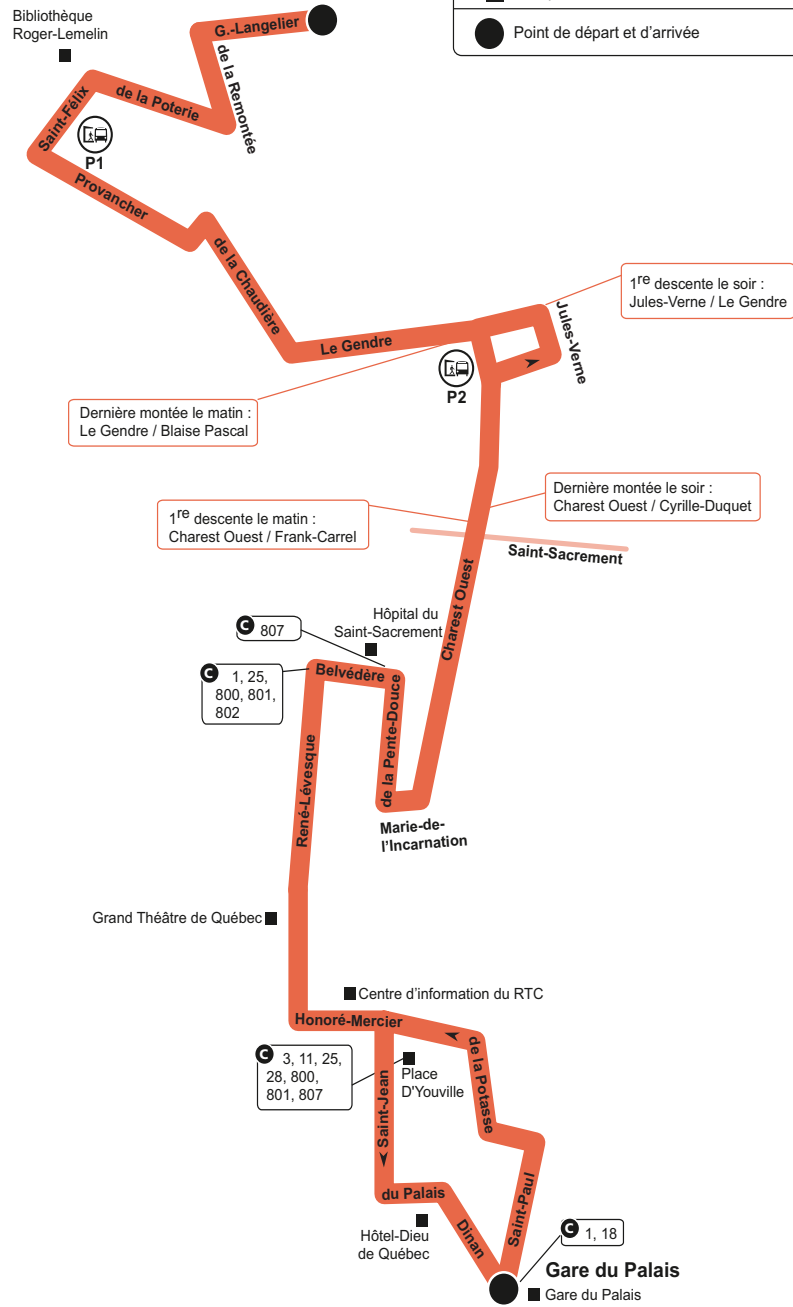 Point de départ et d'arrivée
Bibliothèque
Roger-Lemelin
G.-Langelier
de la Remontée
de la Poterie
Saint-Félix
P1
Provancher
de la Chaudière
Le Gendre
Jules-Verne
1re descente le soir :
Jules-Verne / Le Gendre
P2
Dernière montée le matin :
Le Gendre / Blaise Pascal
Dernière montée le soir :
Charest Ouest / Cyrille-Duquet
1re descente le matin :
Charest Ouest / Frank-Carrel
Saint-Sacrement
Charest Ouest
Hôpital du
Saint-Sacrement
C 807
C 1, 25,
800, 801,
802
Belvédère
de la Pente-Douce
René-Lévesque
Marie-de-
l'Incarnation
Grand Théâtre de Québec
Centre d'information du RTC
Honoré-Mercier
C 3, 11, 25,
28, 800,
801, 807
Place
D'Youville
Saint-Jean
de la Potasse
du Palais
Dinan
Saint-Paul
Hôtel-Dieu
de Québec
C 1, 18
Gare du Palais
Gare du Palais